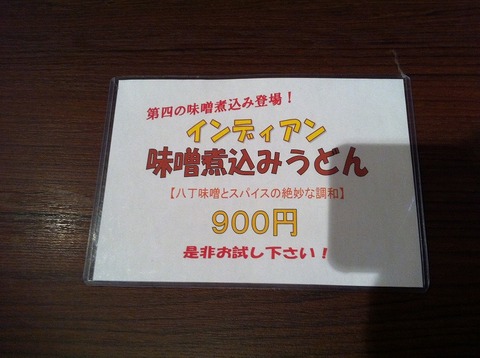 第四の味噌煮込み登場！
インディアン
味噌煮込みうどん
【八丁味噌とスパイスの絶妙な調和】
900円
是非お試し下さい！